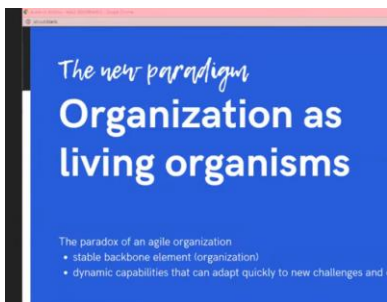 The new paradigm
Organization as
living organisms
The paradox of an agile organization
stable backbone element (organization)
dynamic capabilities that can adapt quickly to new challenges and